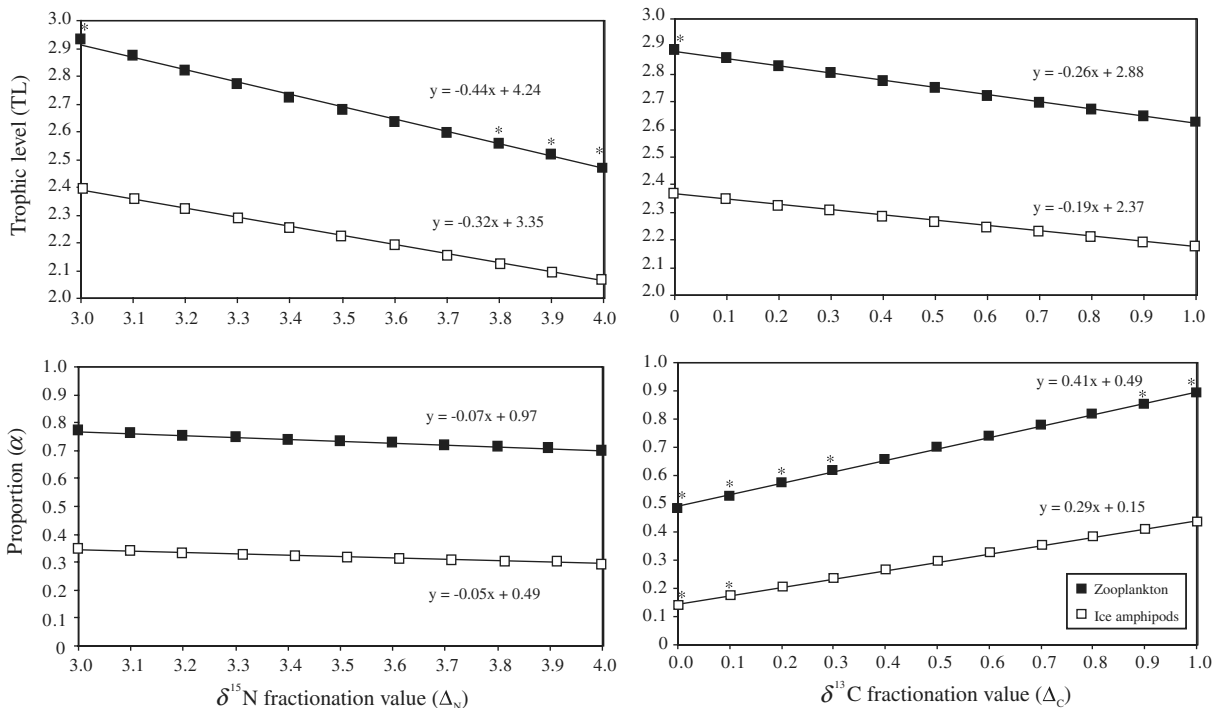 3.0 * 3.0
2.9 2.9 *
2.8 y = -0.44x + 4.24 2.8 y = -0.26x + 2.88
2.7 2.7
2.6 * * * 2.6
2.5 2.5
2.4 2.4
2.3 y = -0.32x + 3.35 2.3 y = -0.19x + 2.37
2.2 2.2
2.1 2.1
2.0 2.0
Trophic level (TL)
3.0 3.1 3.2 3.3 3.4 3.5 3.6 3.7 3.8 3.9 4.0
0 0.1 0.2 0.3 0.4 0.5 0.6 0.7 0.8 0.9 1.0
1.0 1.0
0.9 0.9 y = 0.41x + 0.49 * *
0.8 y = -0.07x + 0.97 0.8
0.7 0.7
0.6 0.6 * * * *
0.5 0.5 y = 0.29x + 0.15
0.4 0.4
0.3 0.3
0.2 y = -0.05x + 0.49 0.2 * *
0.1 0.1
0 0
Proportion (α)
■ Zooplankton
□ Ice amphipods
3.0 3.1 3.2 3.3 3.4 3.5 3.6 3.7 3.8 3.9 4.0
0.0 0.1 0.2 0.3 0.4 0.5 0.6 0.7 0.8 0.9 1.0
δ¹⁵N fractionation value (Δ_N)
δ¹³C fractionation value (Δ_C)